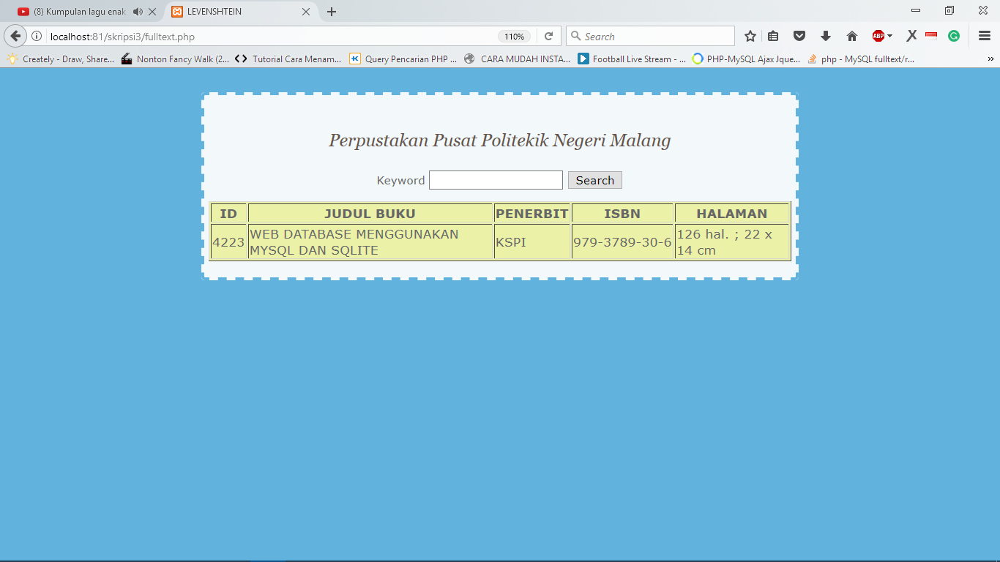 (8) Kumpulan lagu enak
LEVENSHTEIN
localhost:81/skripsi3/fulltext.php
110%
Search
ABP
Creately - Draw, Share...
Nonton Fancy Walk (2...
Tutorial Cara Menam...
Query Pencarian PHP ...
CARA MUDAH INSTA...
Football Live Stream - ...
PHP-MySQL Ajax Jque...
php - MySQL fulltext/r...
Perpustakan Pusat Politekik Negeri Malang
Keyword
Search
ID JUDUL BUKU PENERBIT ISBN HALAMAN
4223 WEB DATABASE MENGGUNAKAN MYSQL DAN SQLITE KSPI 979-3789-30-6 126 hal. ; 22 x 14 cm